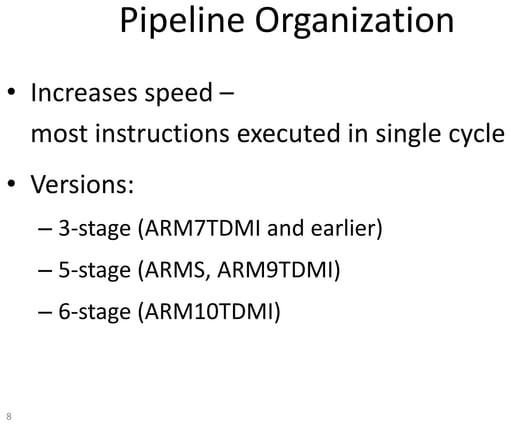 Pipeline Organization
• Increases speed –
most instructions executed in single cycle
• Versions:
– 3-stage (ARM7TDMI and earlier)
– 5-stage (ARMS, ARM9TDMI)
– 6-stage (ARM10TDMI)
8